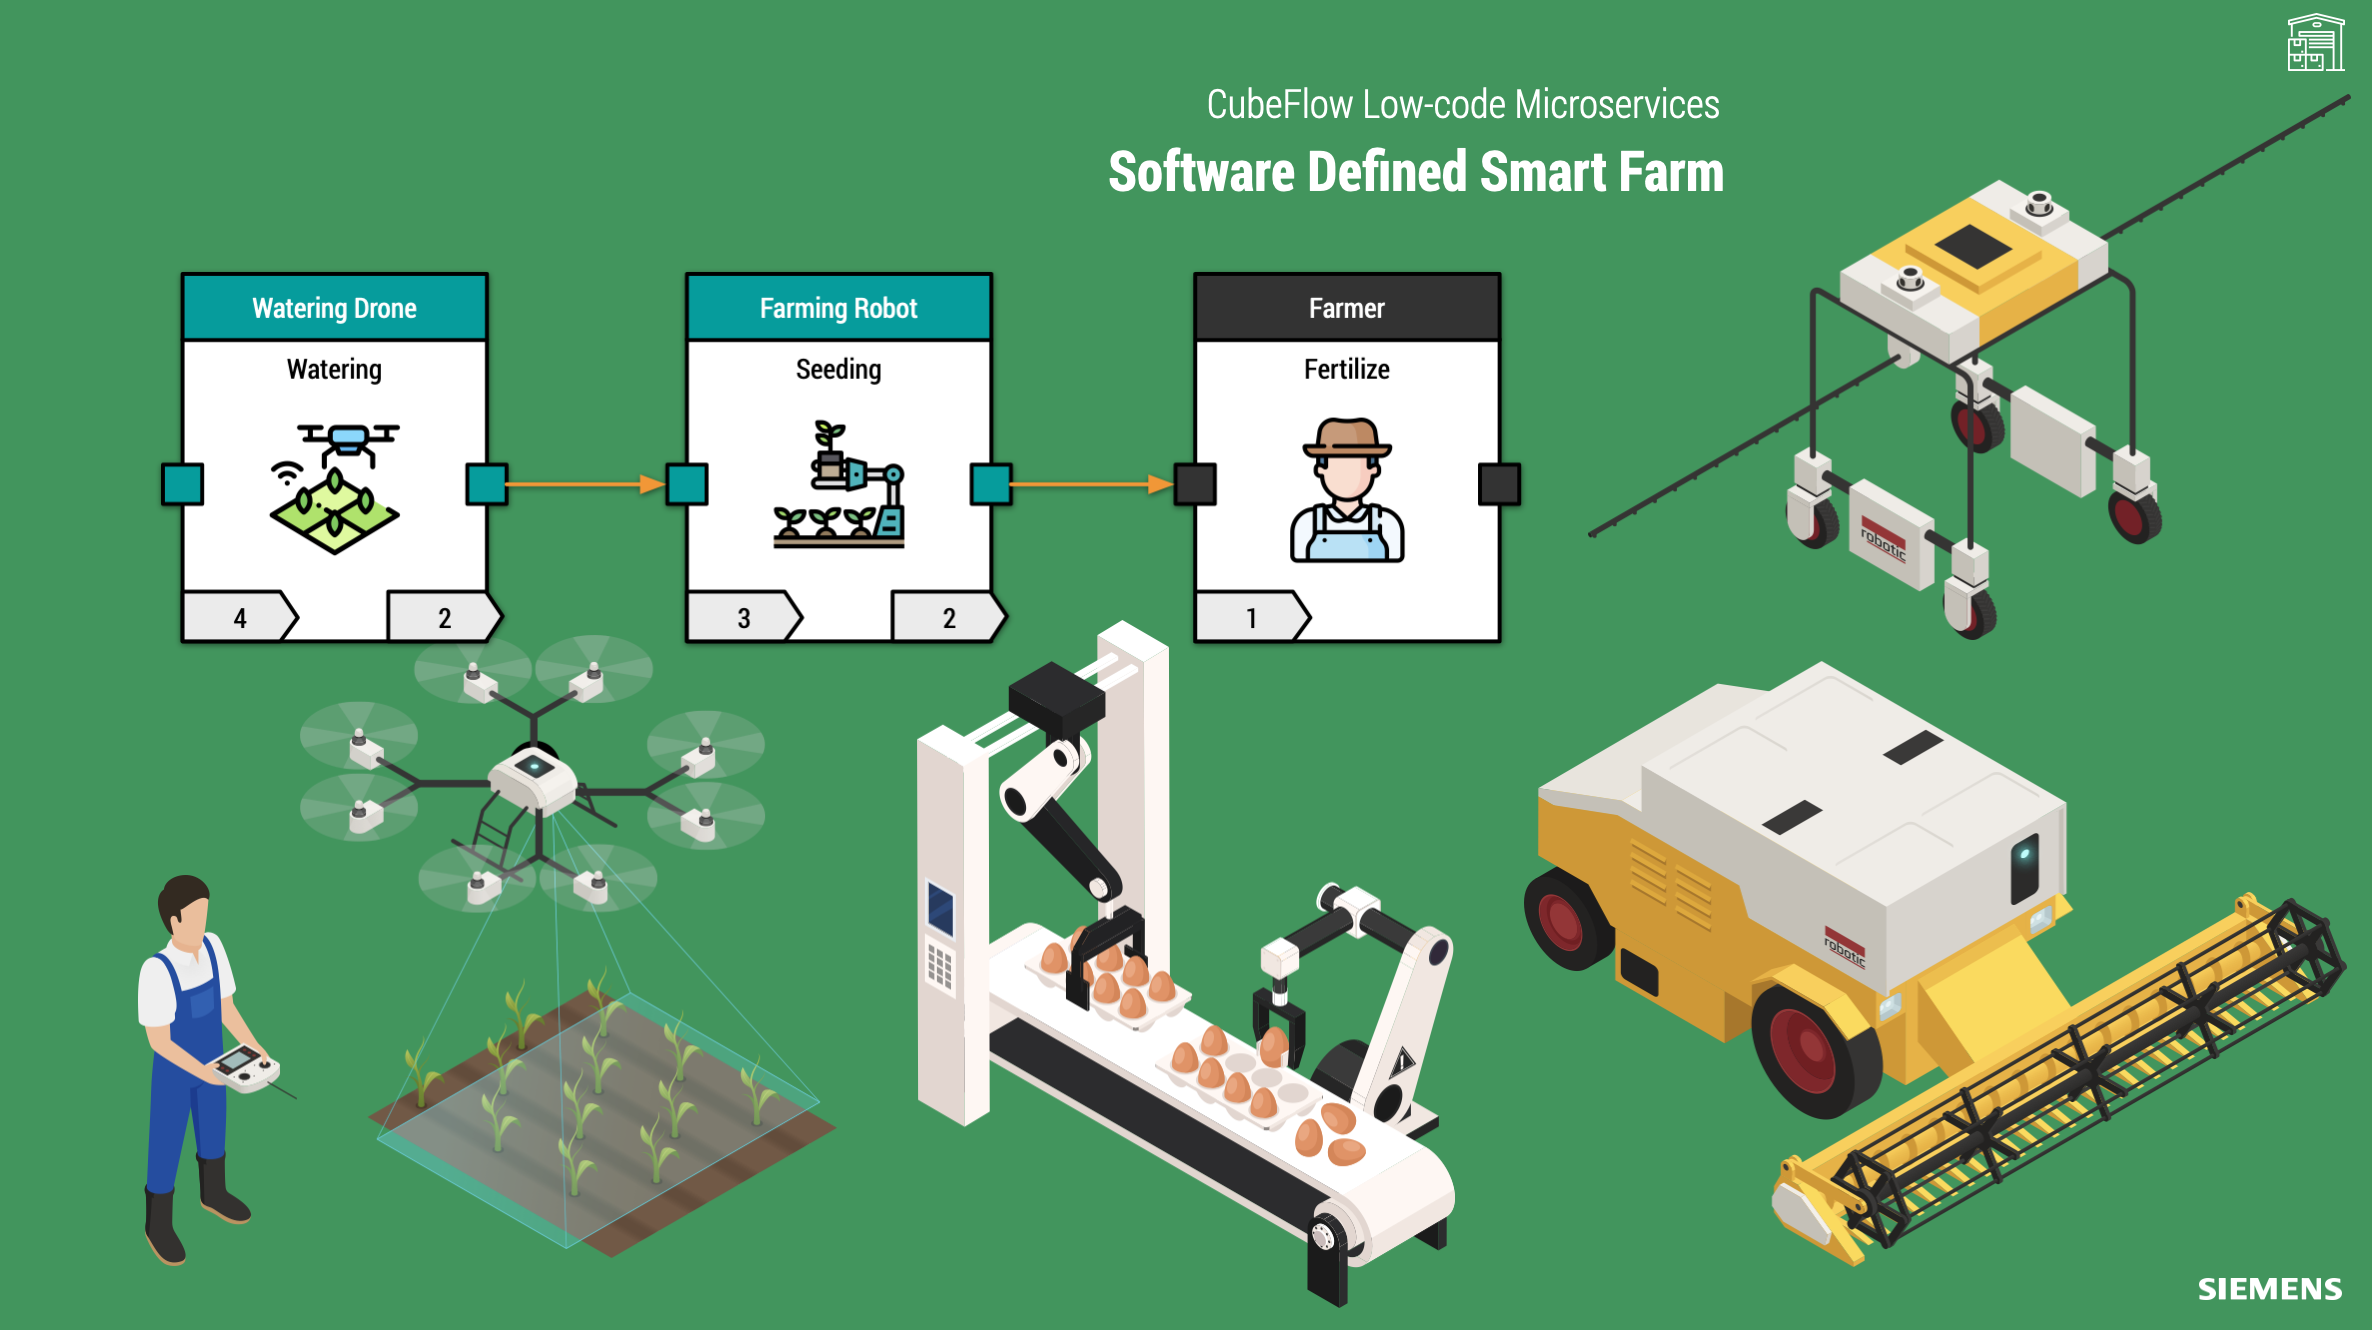 CubeFlow Low-code Microservices
Software Defined Smart Farm
Watering Drone
Watering
4
2
Farming Robot
Seeding
3
2
Farmer
Fertilize
1
robotic
robotic
SIEMENS